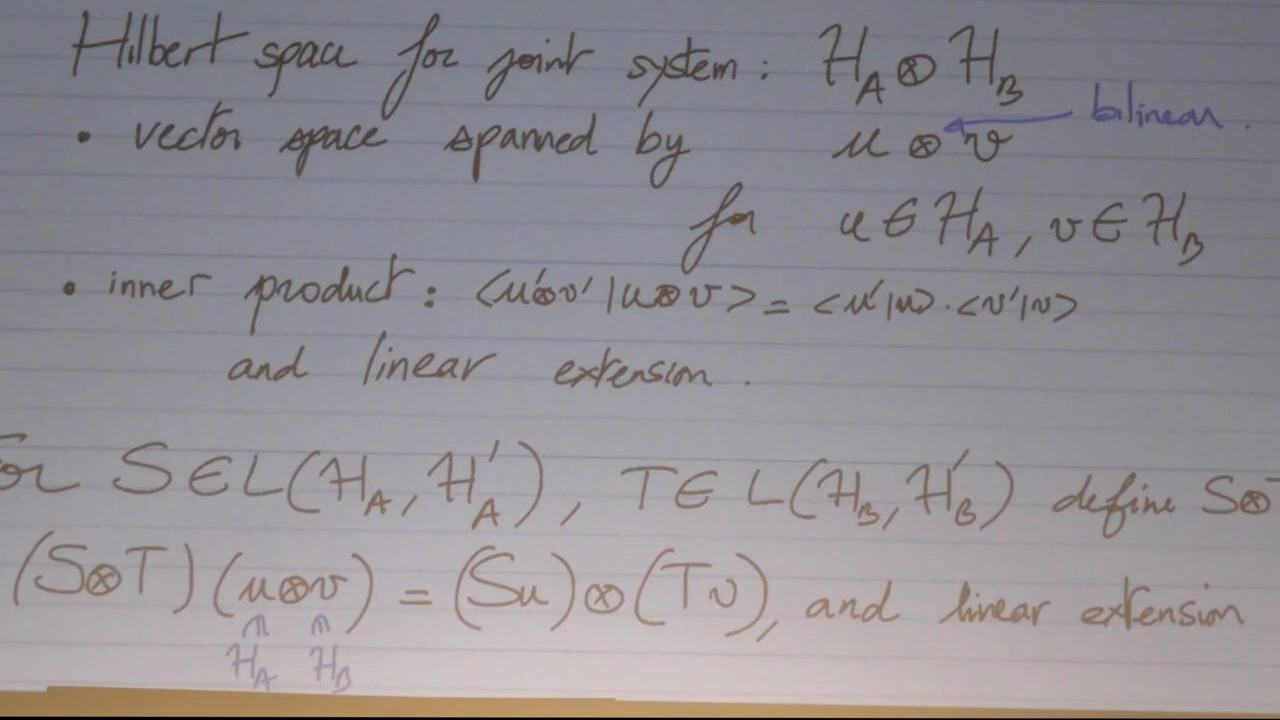 Hilbert space for joint system: H_A ⊗ H_B
• vector space spanned by u ⊗ v ← bilinear.
for u ∈ H_A, v ∈ H_B
• inner product: <u'⊗v'|u⊗v> = <u'|u>·<v'|v>
and linear extension.
For S ∈ L(H_A, H'_A), T ∈ L(H_B, H'_B) define S⊗
(S⊗T)(u⊗v) = (Su)⊗(Tv), and linear extension
∩ ∩
H_A H_B